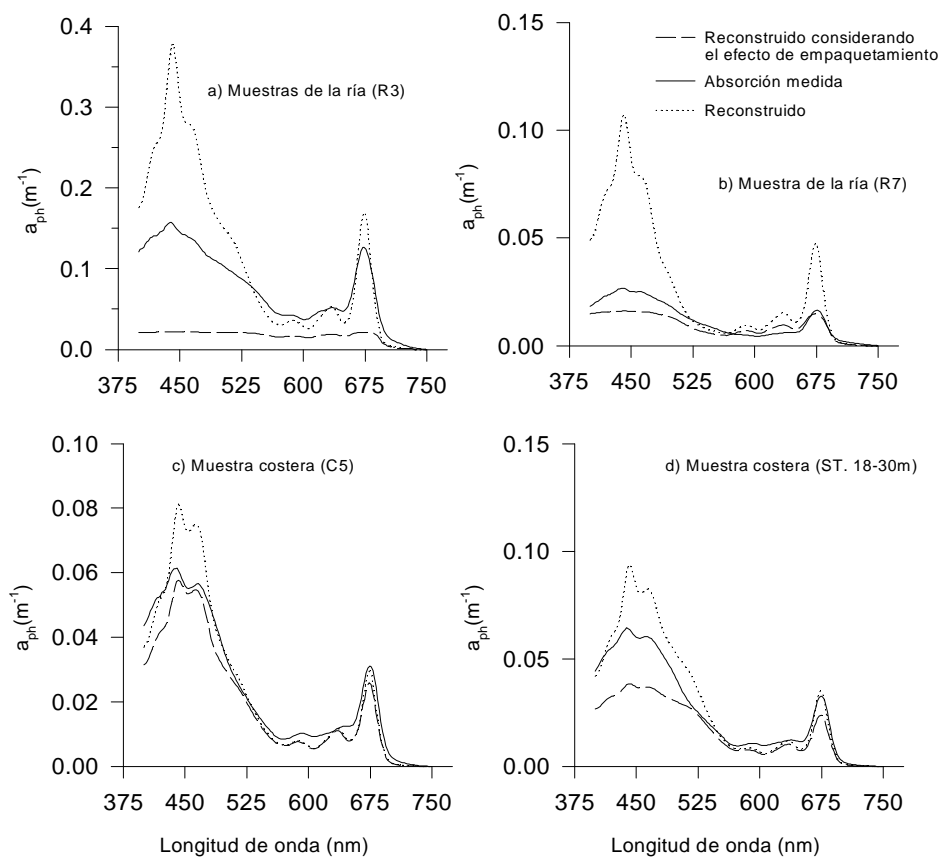 0.4
0.3
0.2
0.1
0.0
a_ph(m^-1)
a) Muestras de la ría (R3)
375 450 525 600 675 750
0.15
0.10
0.05
0.00
a_ph(m^-1)
Reconstruido considerando
el efecto de empaquetamiento
Absorción medida
Reconstruido
b) Muestra de la ría (R7)
375 450 525 600 675 750
0.10
0.08
0.06
0.04
0.02
0.00
a_ph(m^-1)
c) Muestra costera (C5)
375 450 525 600 675 750
Longitud de onda (nm)
0.15
0.10
0.05
0.00
a_ph(m^-1)
d) Muestra costera (ST. 18-30m)
375 450 525 600 675 750
Longitud de onda (nm)